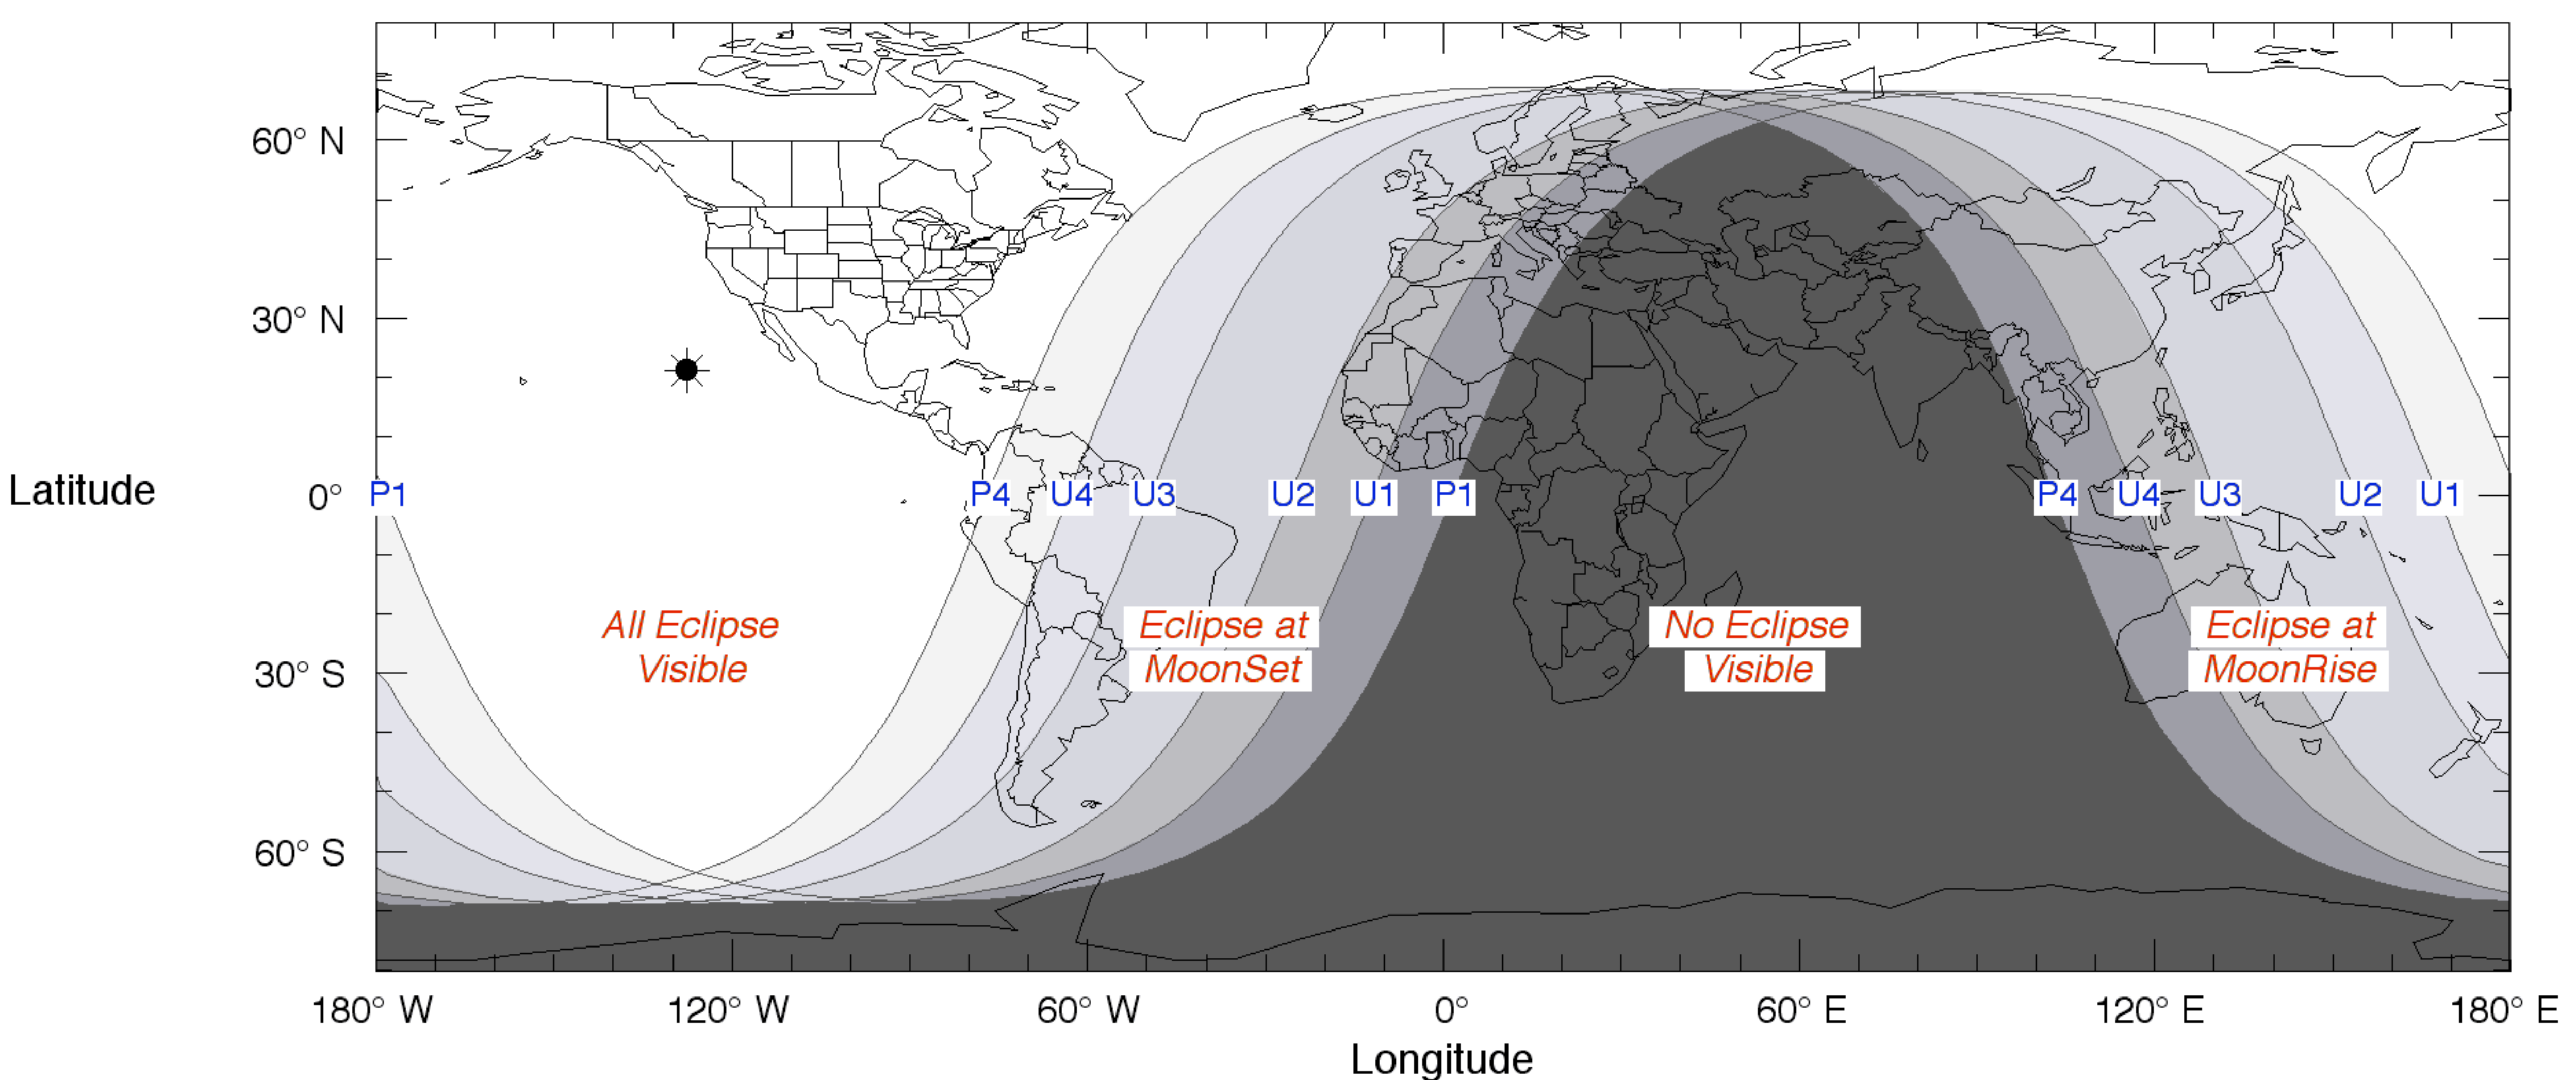 60° N
30° N
Latitude
0°
P1
P4
U4
U3
U2
U1
P1
P4
U4
U3
U2
U1
All Eclipse
Visible
Eclipse at
MoonSet
No Eclipse
Visible
Eclipse at
MoonRise
30° S
60° S
180° W
120° W
60° W
0°
60° E
120° E
180° E
Longitude